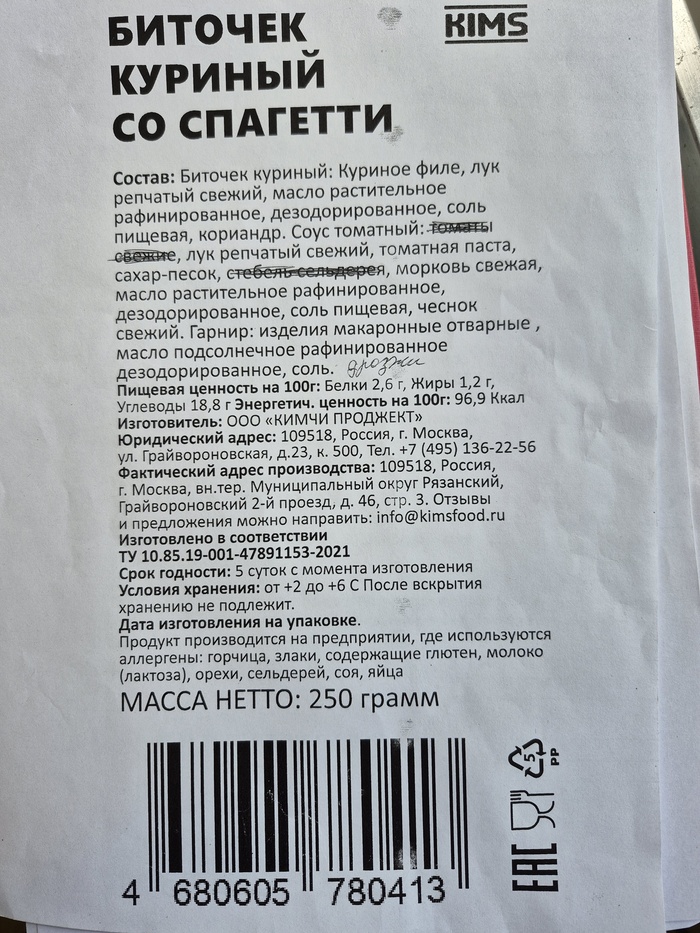 БИТОЧЕК
КУРИНЫЙ
СО СПАГЕТТИ
KIMS
Состав: Биточек куриный: Куриное филе, лук
репчатый свежий, масло растительное
рафинированное, дезодорированное, соль
пищевая, кориандр. Соус томатный: томаты
свежие, лук репчатый свежий, томатная паста,
сахар-песок, стебель сельдерея, морковь свежая,
масло растительное рафинированное,
дезодорированное, соль пищевая, чеснок
свежий. Гарнир: изделия макаронные отварные ,
масло подсолнечное рафинированное
дезодорированное, соль. дрожжи
Пищевая ценность на 100г: Белки 2,6 г, Жиры 1,2 г,
Углеводы 18,8 г Энергетич. ценность на 100г: 96,9 Ккал
Изготовитель: ООО «КИМЧИ ПРОДЖЕКТ»
Юридический адрес: 109518, Россия, г. Москва,
ул. Грайвороновская, д.23, к. 500, Тел. +7 (495) 136-22-56
Фактический адрес производства: 109518, Россия,
г. Москва, вн.тер. Муниципальный округ Рязанский,
Грайвороновский 2-й проезд, д. 46, стр. 3. Отзывы
и предложения можно направить: info@kimsfood.ru
Изготовлено в соответствии
ТУ 10.85.19-001-47891153-2021
Срок годности: 5 суток с момента изготовления
Условия хранения: от +2 до +6 С После вскрытия
хранению не подлежит.
Дата изготовления на упаковке.
Продукт производится на предприятии, где используются
аллергены: горчица, злаки, содержащие глютен, молоко
(лактоза), орехи, сельдерей, соя, яйца
МАССА НЕТТО: 250 грамм
5
PP
EAC
4 680605 780413